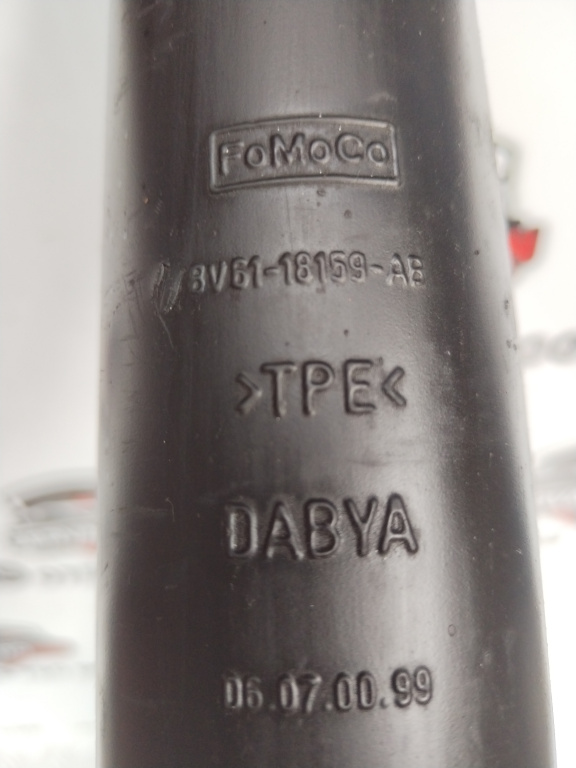 FoMoCo
8V61-18159-AB
>TPE<
DABYA
06.07.00.99